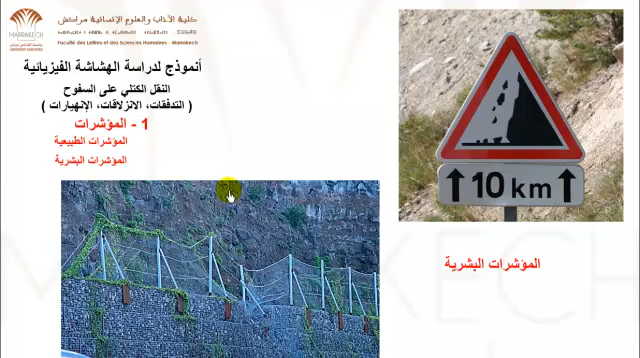 MARRAKECH
كلية الآداب والعلوم الإنسانية مراكش
Faculté des Lettres et des Sciences Humaines - Marrakech
أنموذج لدراسة الهشاشة الفيزيائية
النقل الكتلي على السفوح
( التدفقات، الانزلاقات، الإنهيارات )
1 - المؤشرات
المؤشرات الطبيعية
المؤشرات البشرية
10 km
المؤشرات البشرية